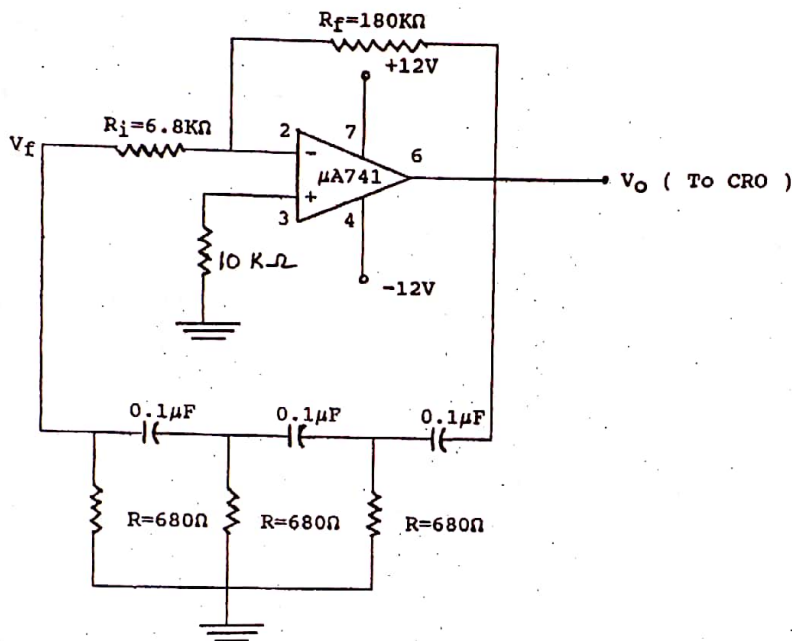 Rf=180KΩ
+12V
Ri=6.8KΩ
Vf
2
7
6
-
μA741
+
3
4
Vo ( To CRO )
10 KΩ
-12V
0.1μF
0.1μF
0.1μF
R=680Ω
R=680Ω
R=680Ω